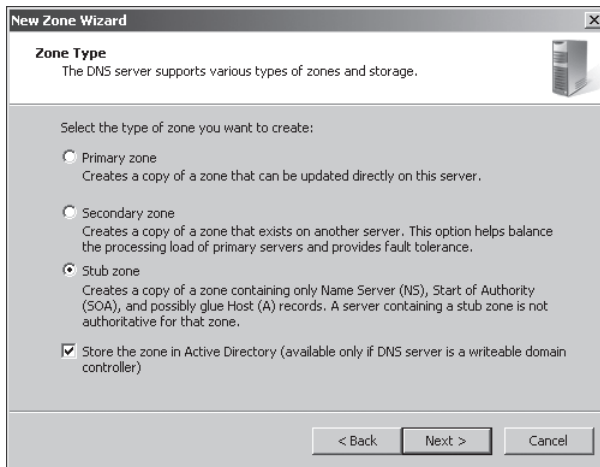 New Zone Wizard
Zone Type
The DNS server supports various types of zones and storage.
Select the type of zone you want to create:
Primary zone
Creates a copy of a zone that can be updated directly on this server.
Secondary zone
Creates a copy of a zone that exists on another server. This option helps balance
the processing load of primary servers and provides fault tolerance.
Stub zone
Creates a copy of a zone containing only Name Server (NS), Start of Authority
(SOA), and possibly glue Host (A) records. A server containing a stub zone is not
authoritative for that zone.
Store the zone in Active Directory (available only if DNS server is a writeable domain
controller)
< Back Next > Cancel